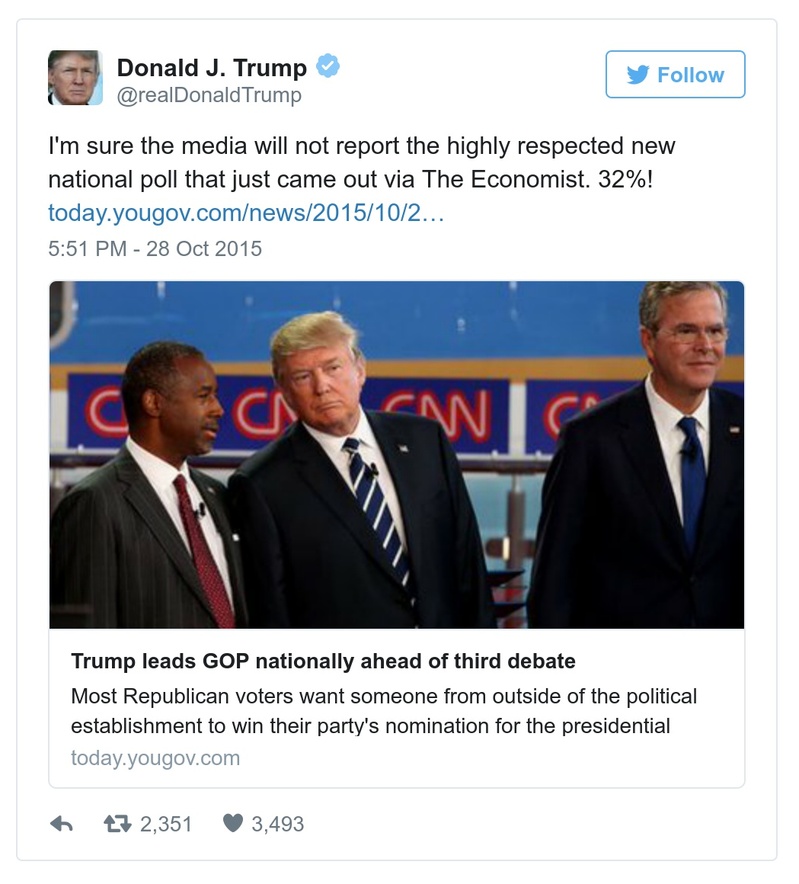 Donald J. Trump
@realDonaldTrump
Follow
I'm sure the media will not report the highly respected new
national poll that just came out via The Economist. 32%!
today.yougov.com/news/2015/10/2…
5:51 PM - 28 Oct 2015
CNN CNN
Trump leads GOP nationally ahead of third debate
Most Republican voters want someone from outside of the political
establishment to win their party's nomination for the presidential
today.yougov.com
2,351 3,493